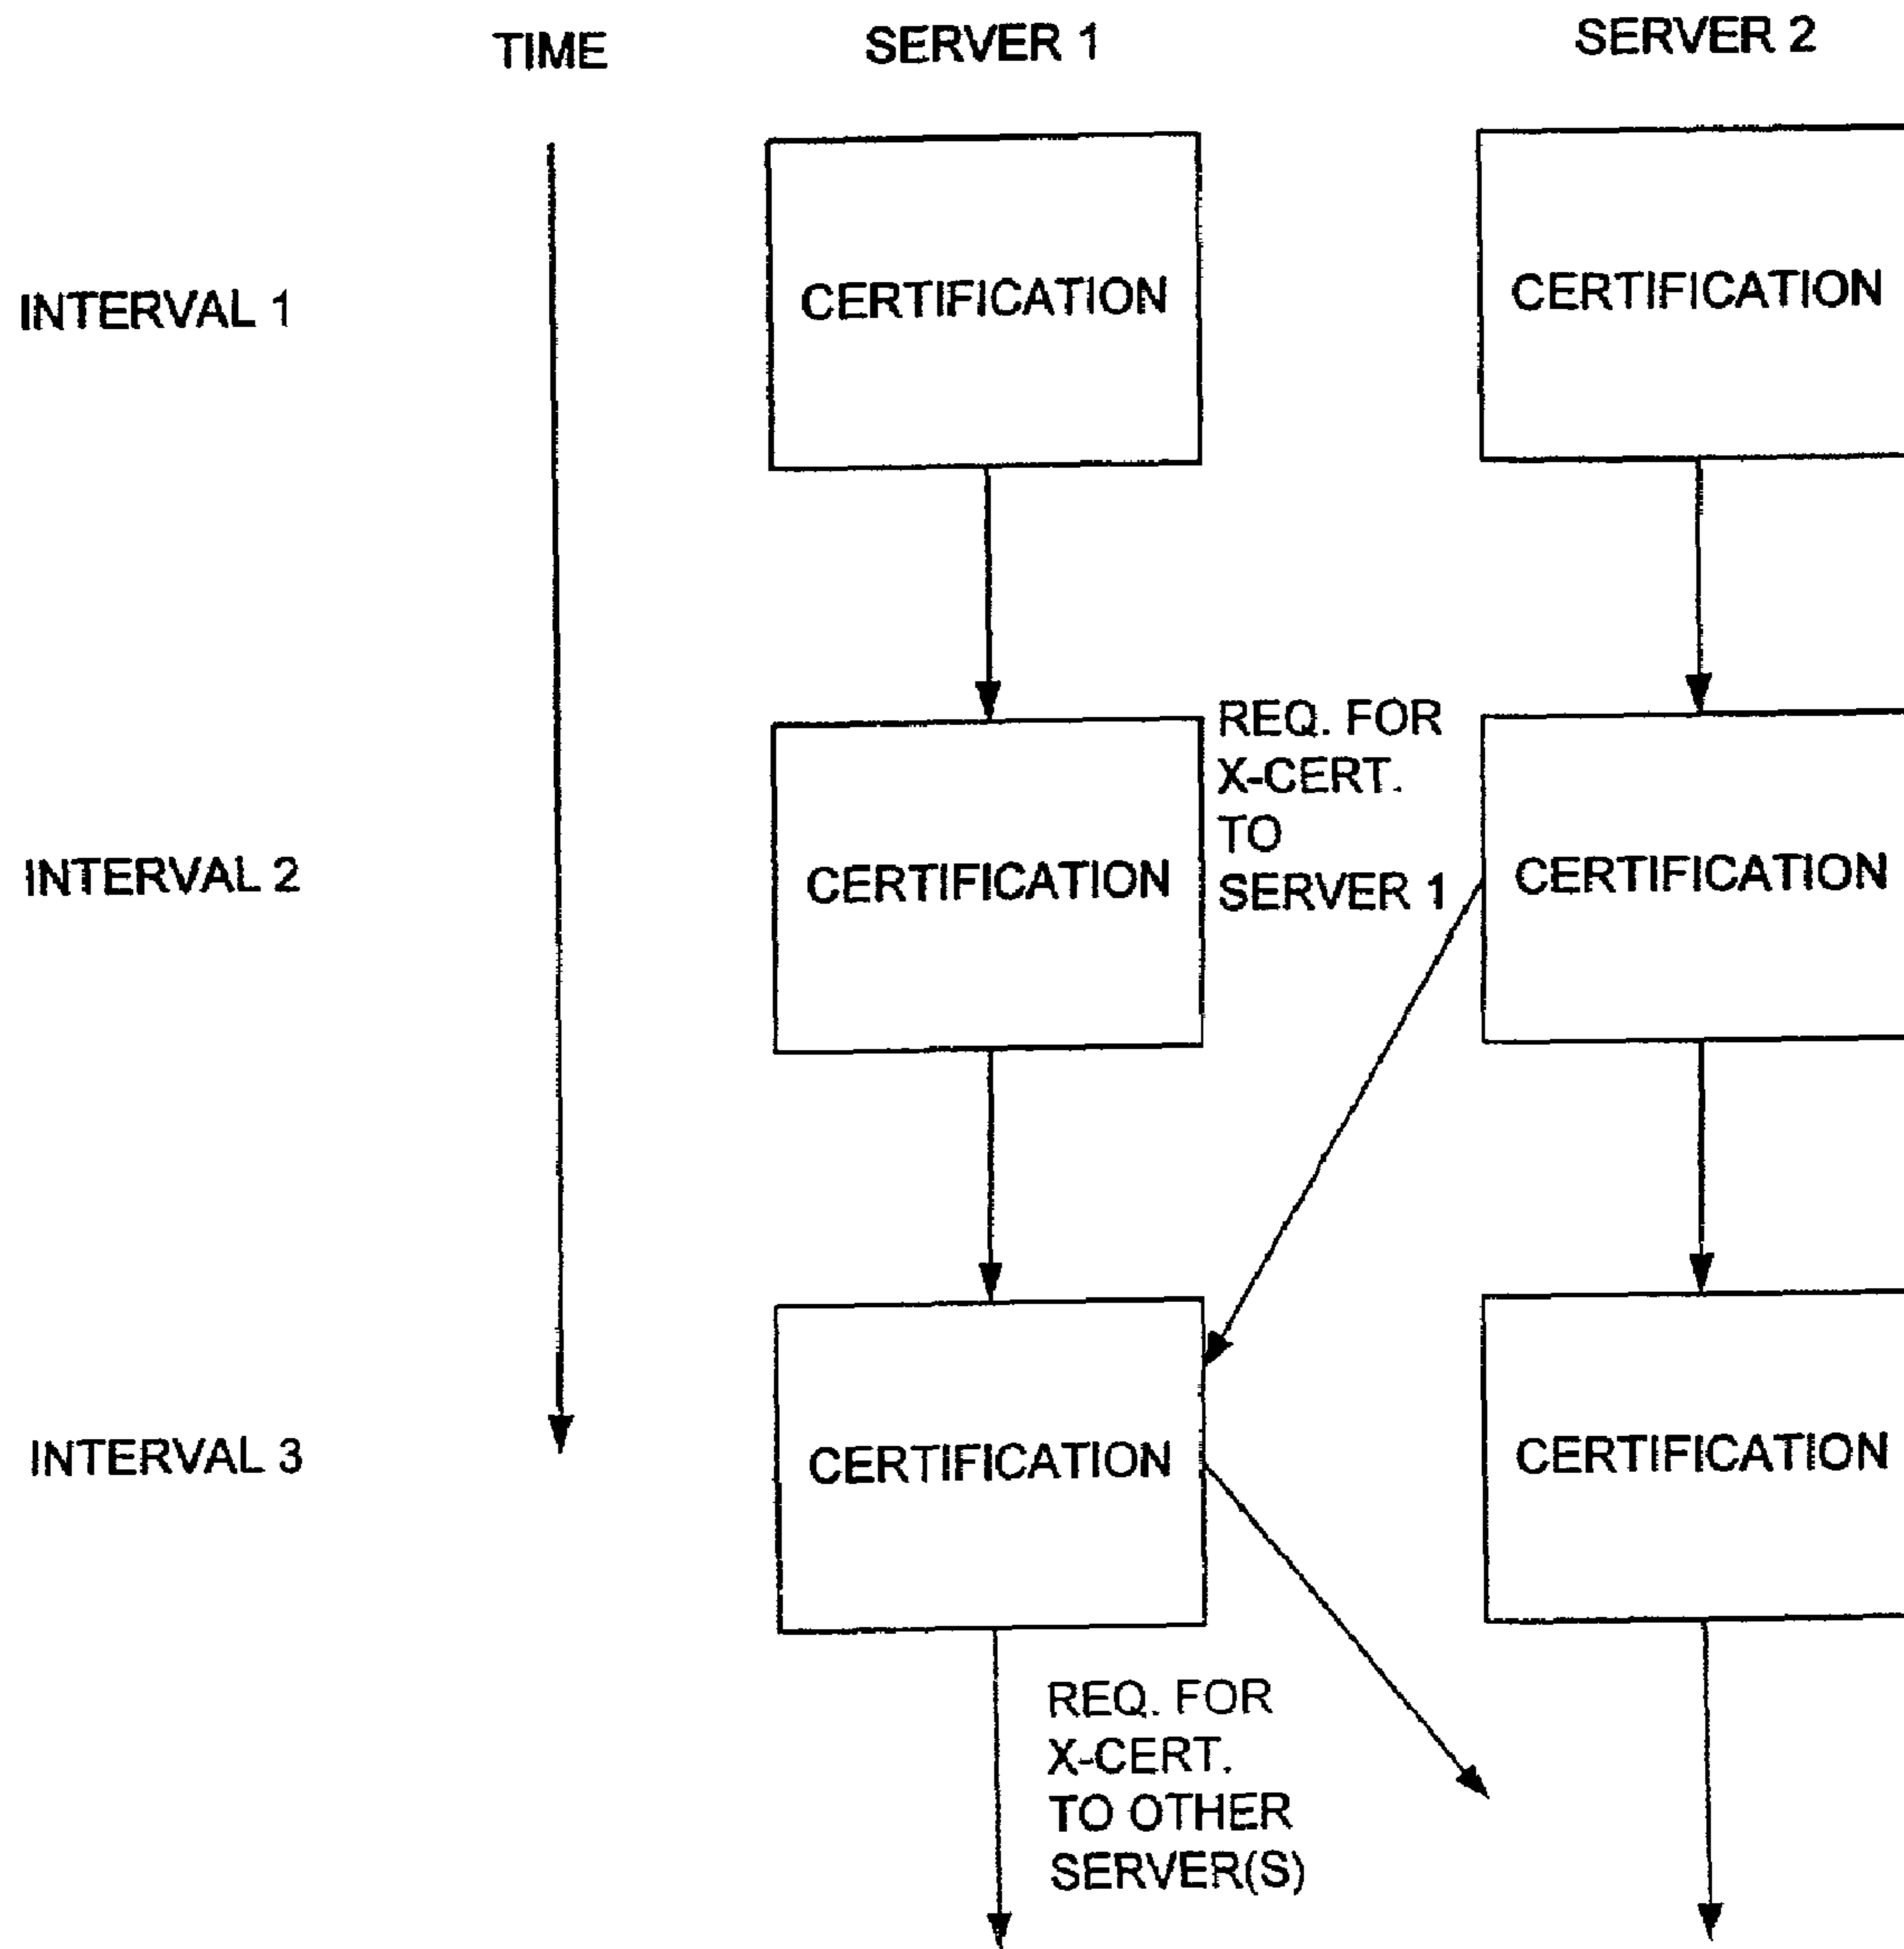 TIME
SERVER 1
SERVER 2
INTERVAL 1
CERTIFICATION
CERTIFICATION
REQ. FOR
X-CERT.
TO
SERVER 1
INTERVAL 2
CERTIFICATION
CERTIFICATION
INTERVAL 3
CERTIFICATION
CERTIFICATION
REQ. FOR
X-CERT.
TO OTHER
SERVER(S)